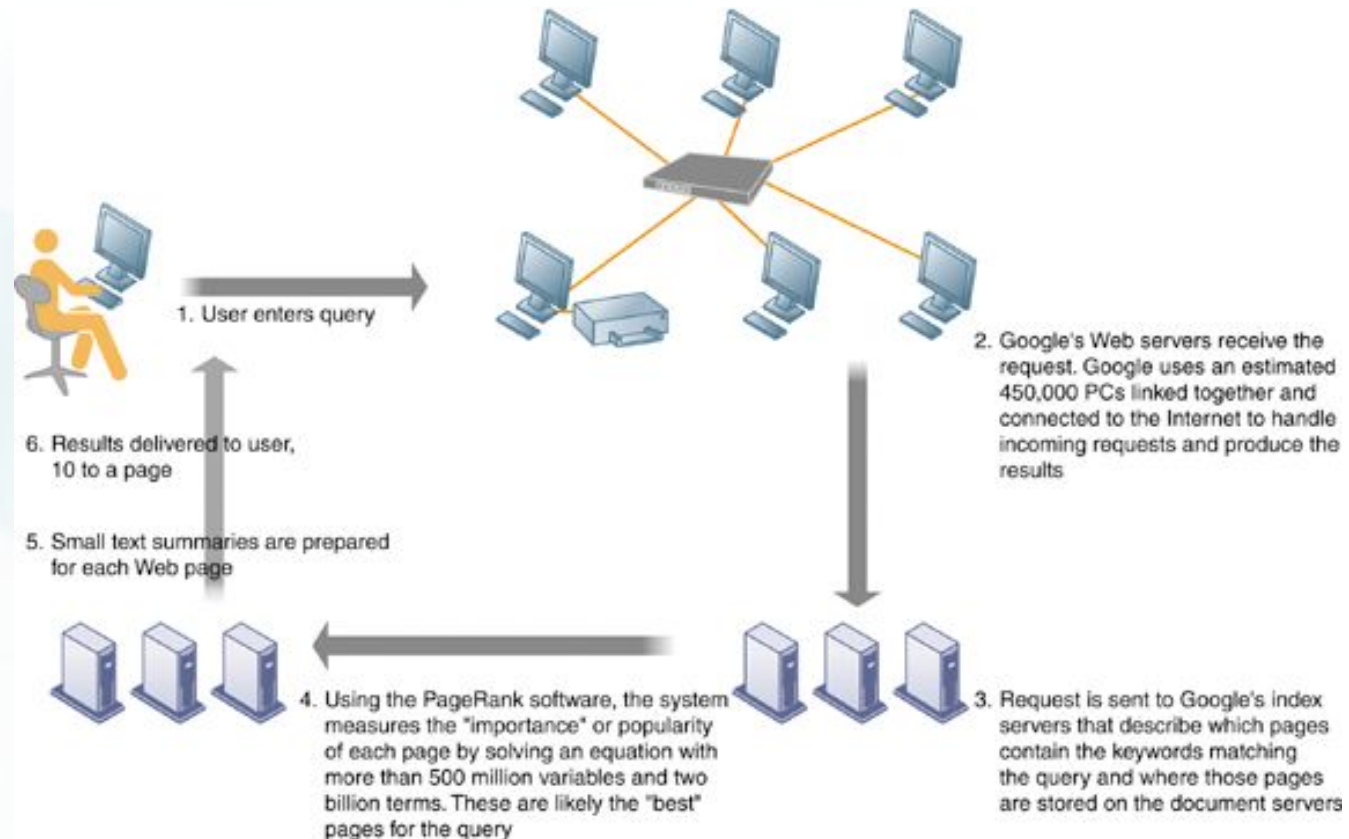 1. User enters query
2. Google's Web servers receive the
request. Google uses an estimated
450,000 PCs linked together and
connected to the Internet to handle
incoming requests and produce the
results
3. Request is sent to Google's index
servers that describe which pages
contain the keywords matching
the query and where those pages
are stored on the document servers
4. Using the PageRank software, the system
measures the "importance" or popularity
of each page by solving an equation with
more than 500 million variables and two
billion terms. These are likely the "best"
pages for the query
5. Small text summaries are prepared
for each Web page
6. Results delivered to user,
10 to a page